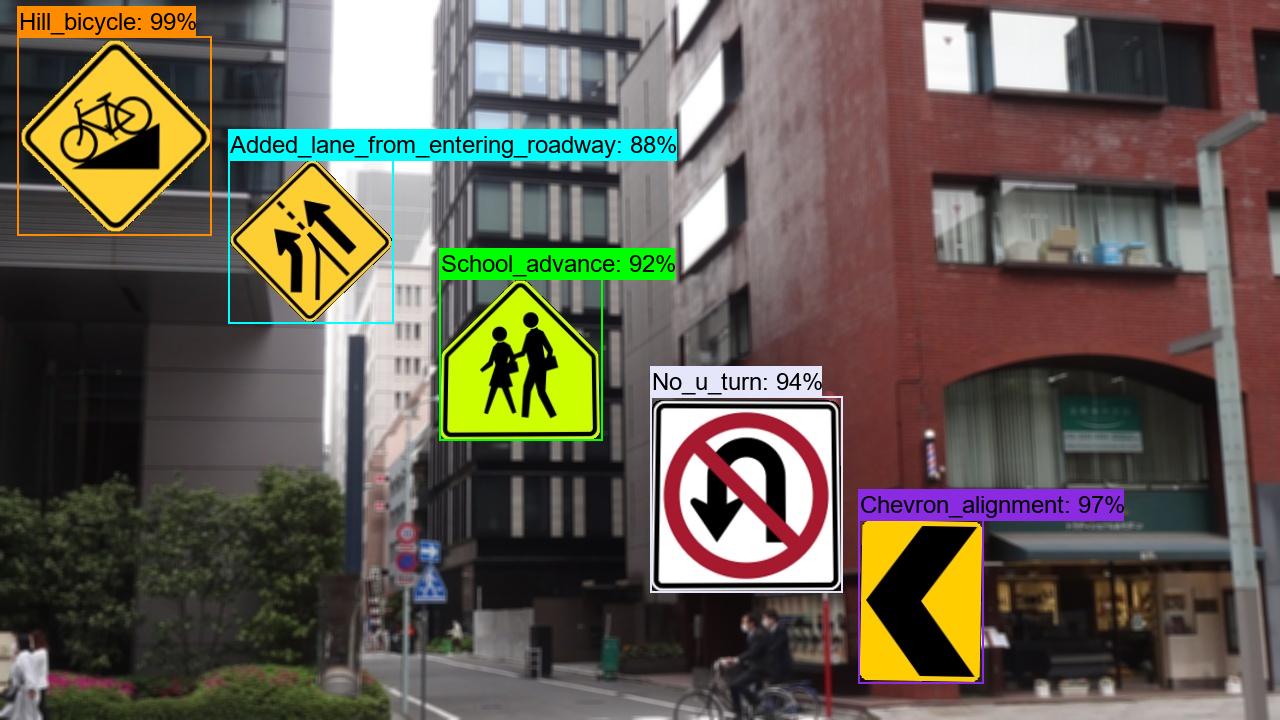 Hill_bicycle: 99%
Added_lane_from_entering_roadway: 88%
School_advance: 92%
No_u_turn: 94%
Chevron_alignment: 97%